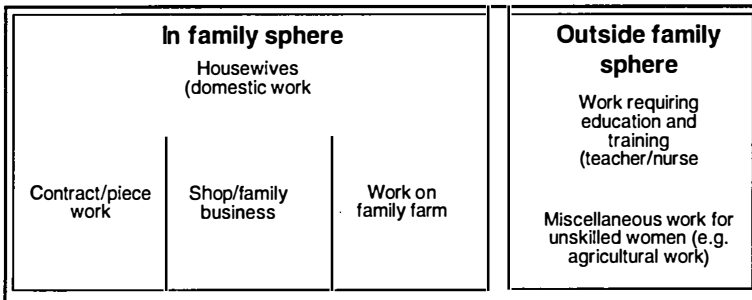 In family sphere
Housewives
(domestic work
Contract/piece
work
Shop/family
business
Work on
family farm
Outside family
sphere
Work requiring
education and
training
(teacher/nurse
Miscellaneous work for
unskilled women (e.g.
agricultural work)